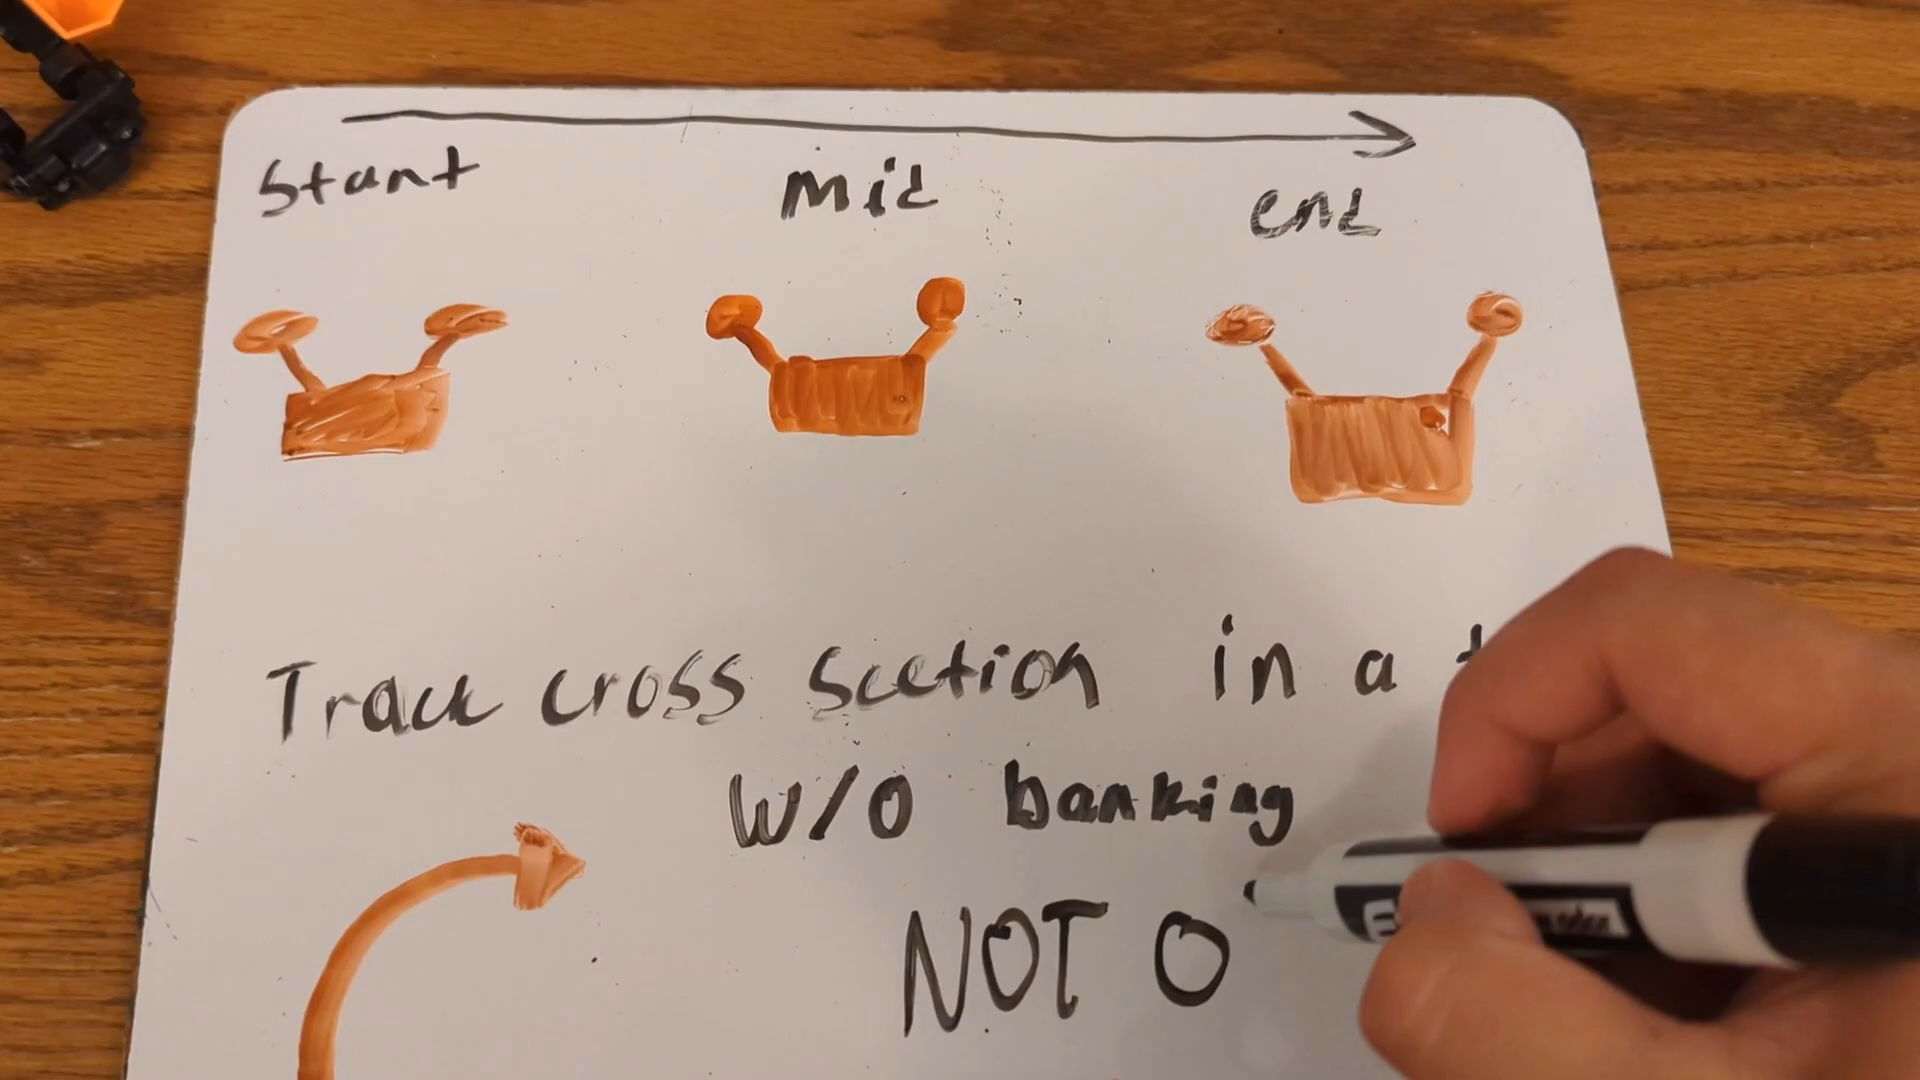 Start
Mid
end
Track cross section in a t
w/o banking
NOT O